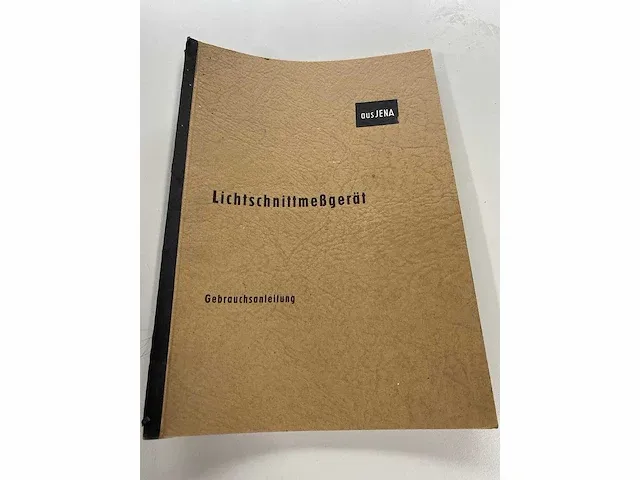 aus JENA
Lichtschnittmeßgerät
Gebrauchsanleitung